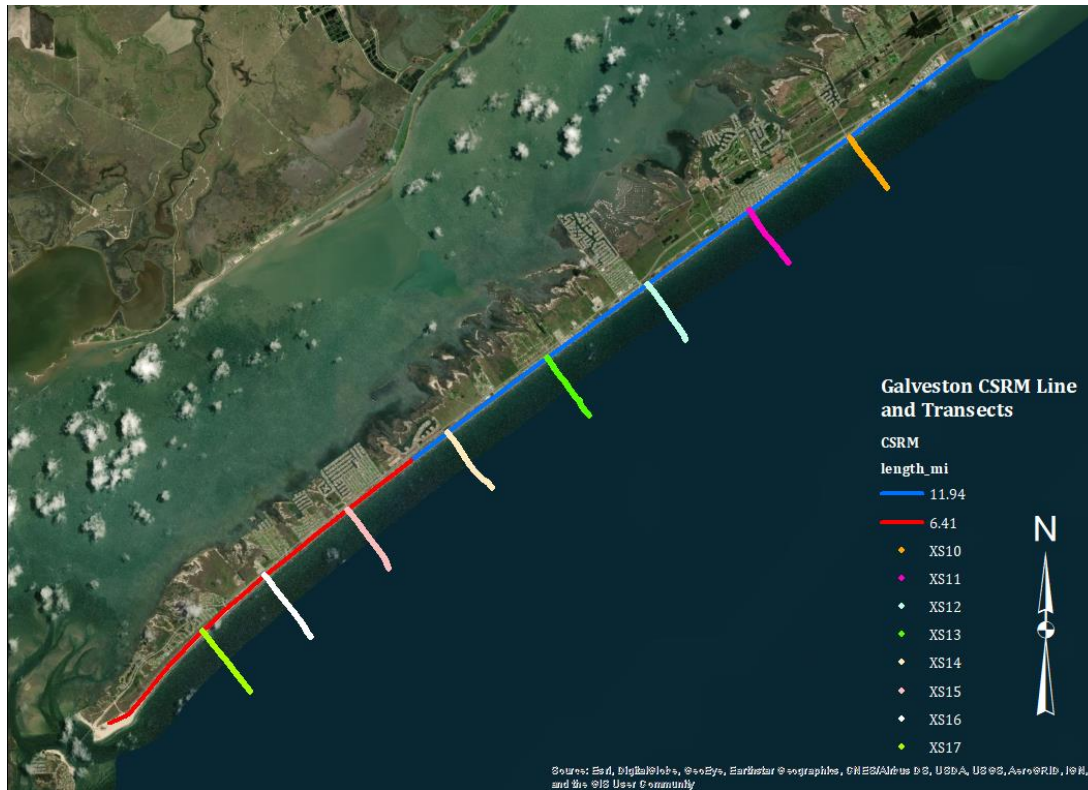 Galveston CSRM Line
and Transects
CSRM
length_mi
11.94
6.41
XS10
XS11
XS12
XS13
XS14
XS15
XS16
XS17
N
Source: Esri, DigitalGlobe, GeoEye, Earthstar Geographics, CNES/Airbus DS, USDA, USGS, AeroGRID, IGN,
and the GIS User Community